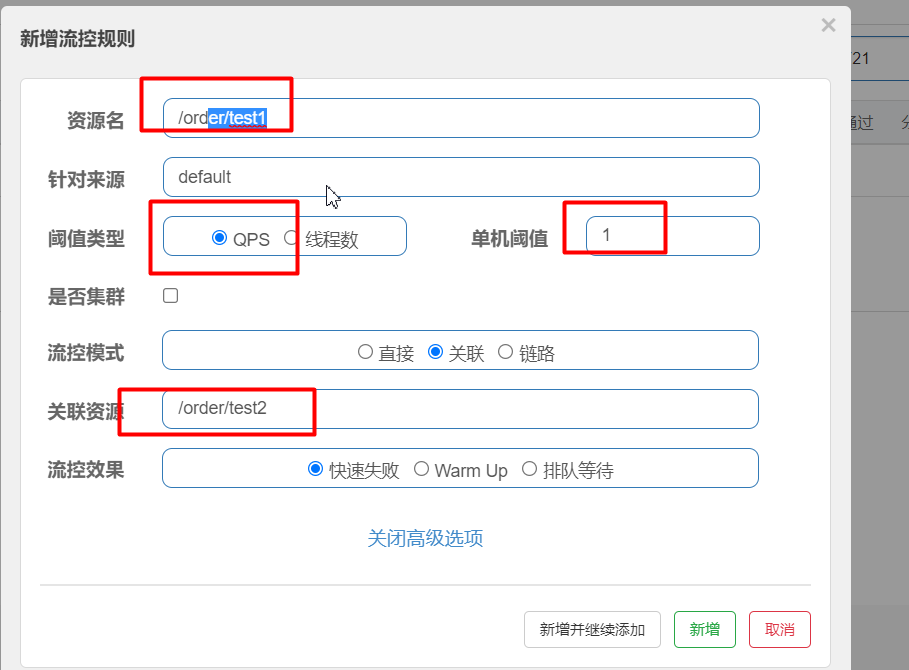 新增流控规则 ×
21
资源名 /order/test1
通过
针对来源 default
阈值类型 QPS 线程数 单机阈值 1
是否集群
流控模式 直接 关联 链路
关联资源 /order/test2
流控效果 快速失败 Warm Up 排队等待
关闭高级选项
新增并继续添加 新增 取消